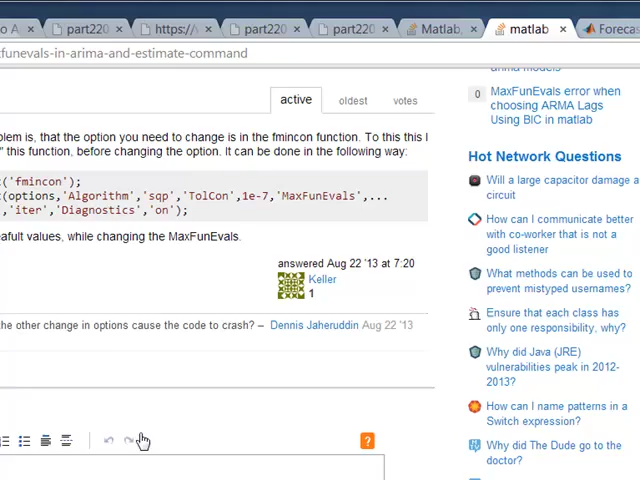 o A
part220
https://
part220
part220
Matlab,
matlab
Forecas
funevals-in-arima-and-estimate-command
active
oldest
votes
blem is, that the option you need to change is in the fmincon function. To this this I
" this function, before changing the option. It can be done in the following way:
t('fmincon');
t(options,'Algorithm','sqp','TolCon',1e-7,'MaxFunEvals',...
,'iter','Diagnostics','on');
eafult values, while changing the MaxFunEvals.
answered Aug 22 '13 at 7:20
Keller
1
the other change in options cause the code to crash? – Dennis Jaheruddin Aug 22 '13
?
arima models
0
MaxFunEvals error when
choosing ARMA Lags
Using BIC in matlab
Hot Network Questions
Will a large capacitor damage a
circuit
How can I communicate better
with co-worker that is not a
good listener
What methods can be used to
prevent mistyped usernames?
Ensure that each class has
only one responsibility, why?
Why did Java (JRE)
vulnerabilities peak in 2012-
2013?
How can I name patterns in a
Switch expression?
Why did The Dude go to the
doctor?